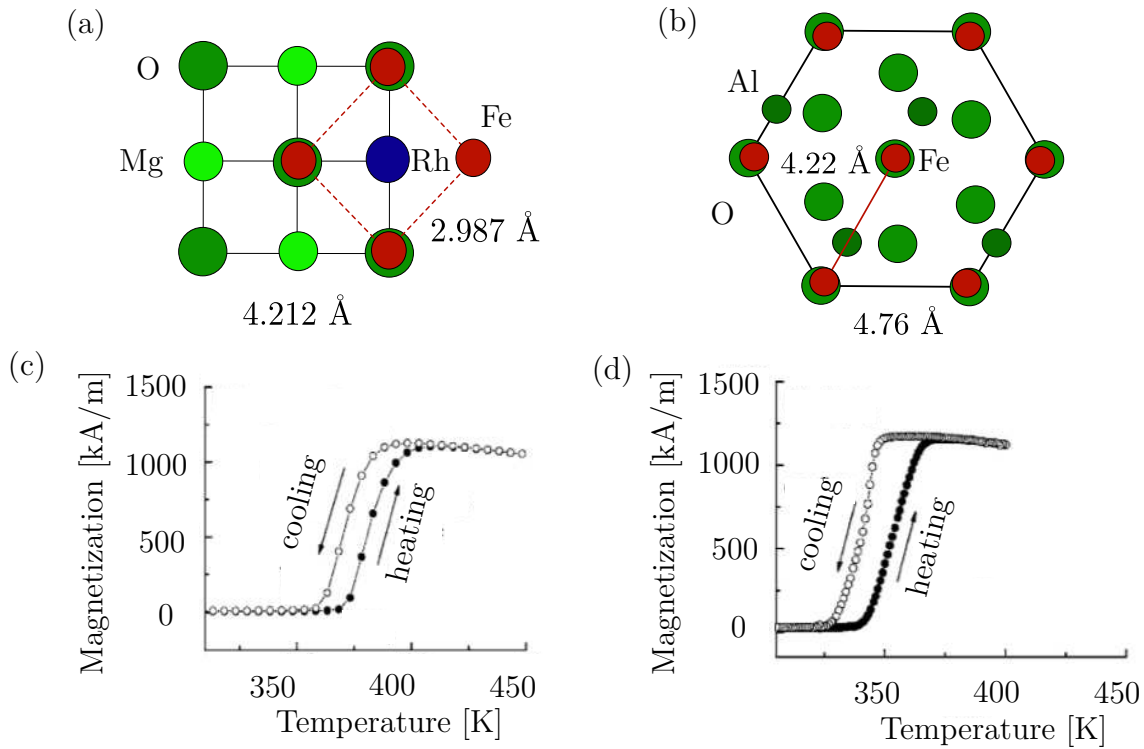 (a)
O
Fe
Mg
Rh
2.987 Å
4.212 Å
(b)
Al
4.22 Å
Fe
O
4.76 Å
(c)
Magnetization [kA/m]
1500
1000
500
0
cooling
heating
350
400
450
Temperature [K]
(d)
Magnetization [kA/m]
1500
1000
500
0
cooling
heating
350
400
450
Temperature [K]